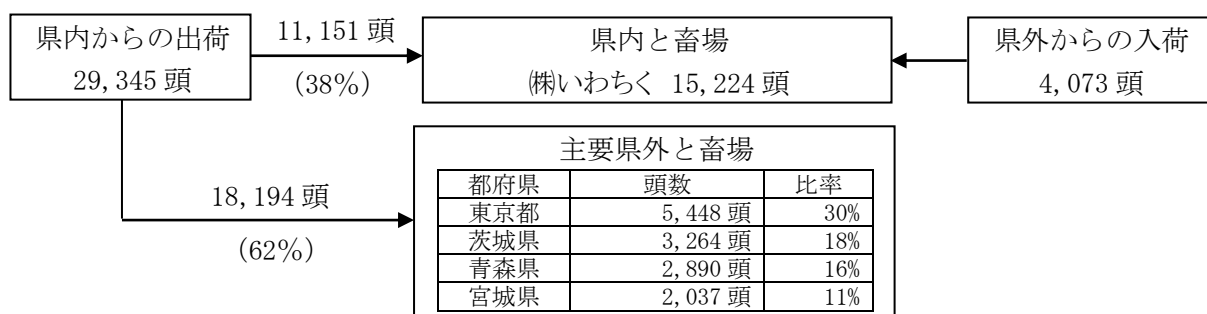 県内からの出荷
29,345 頭
11,151 頭
(38%)
県内と畜場
㈱いわちく 15,224 頭
県外からの入荷
4,073 頭
18,194 頭
(62%)
主要県外と畜場
都府県 頭数 比率
東京都 5,448 頭 30%
茨城県 3,264 頭 18%
青森県 2,890 頭 16%
宮城県 2,037 頭 11%